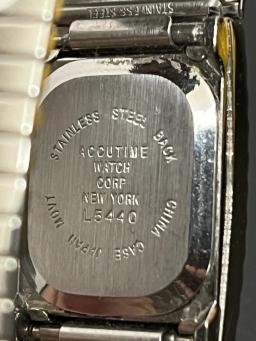 STAINLESS STEEL
STAINLESS STEEL BACK CHINA CASE JAPAN MOVT
ACCUTIME
WATCH
CORP
NEW YORK
L5440